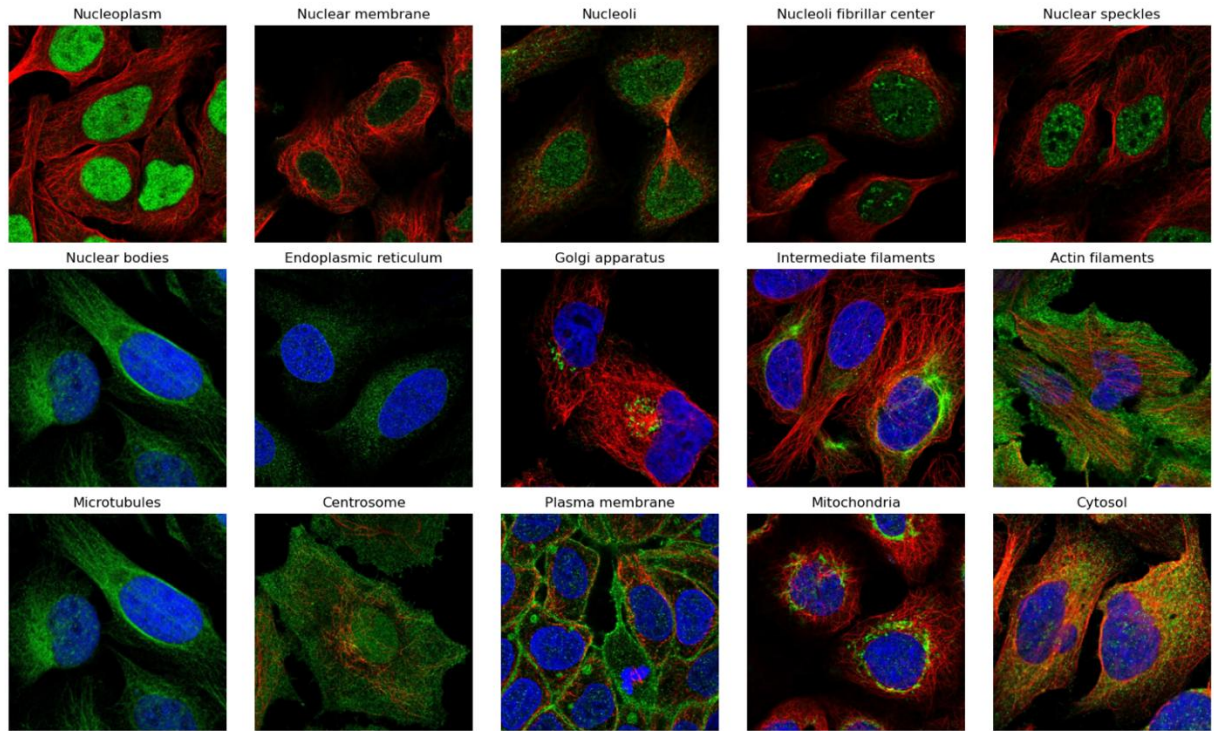 Nucleoplasm
Nuclear membrane
Nucleoli
Nucleoli fibrillar center
Nuclear speckles
Nuclear bodies
Endoplasmic reticulum
Golgi apparatus
Intermediate filaments
Actin filaments
Microtubules
Centrosome
Plasma membrane
Mitochondria
Cytosol